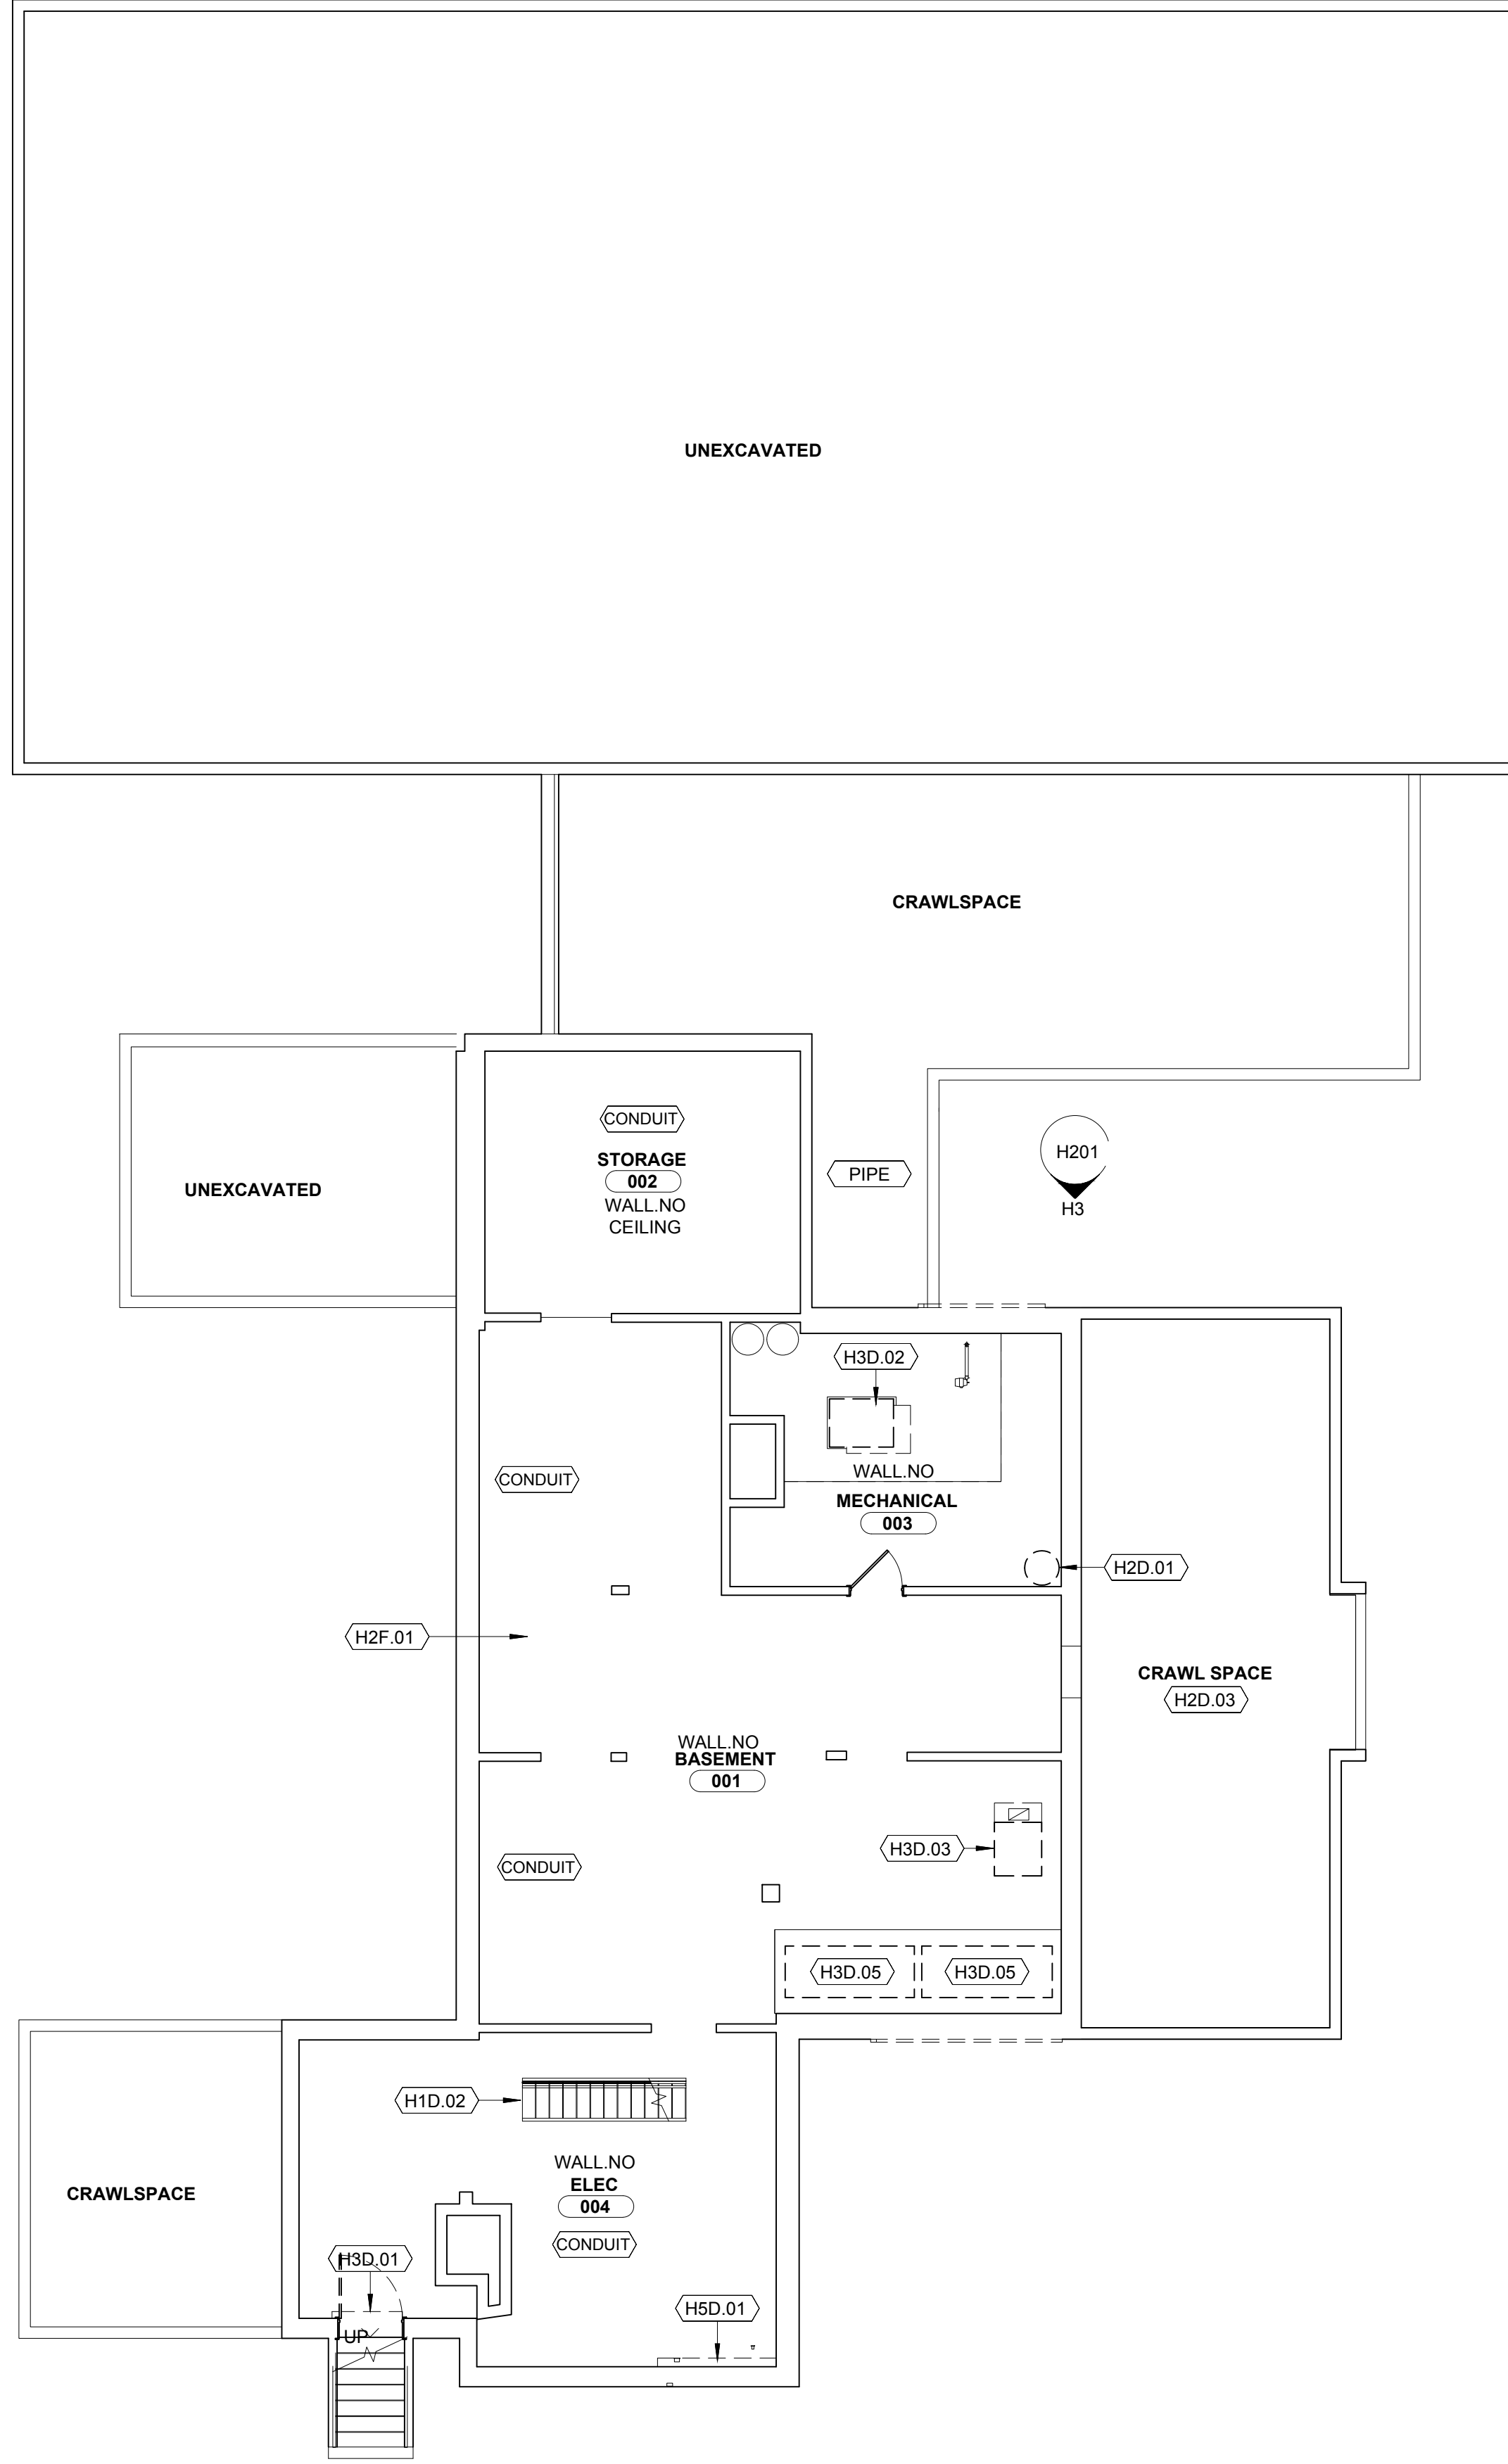 UNEXCAVATED
CRAWLSPACE
CONDUIT
STORAGE
002
WALL.NO
CEILING
UNEXCAVATED
PIPE
H201
H3
H3D.02
CONDUIT
WALL.NO
MECHANICAL
003
H2D.01
H2F.01
CRAWL SPACE
H2D.03
WALL.NO
BASEMENT
001
H3D.03
CONDUIT
H3D.05
H3D.05
H1D.02
WALL.NO
ELEC
004
CONDUIT
CRAWLSPACE
H3D.01
H5D.01
UP